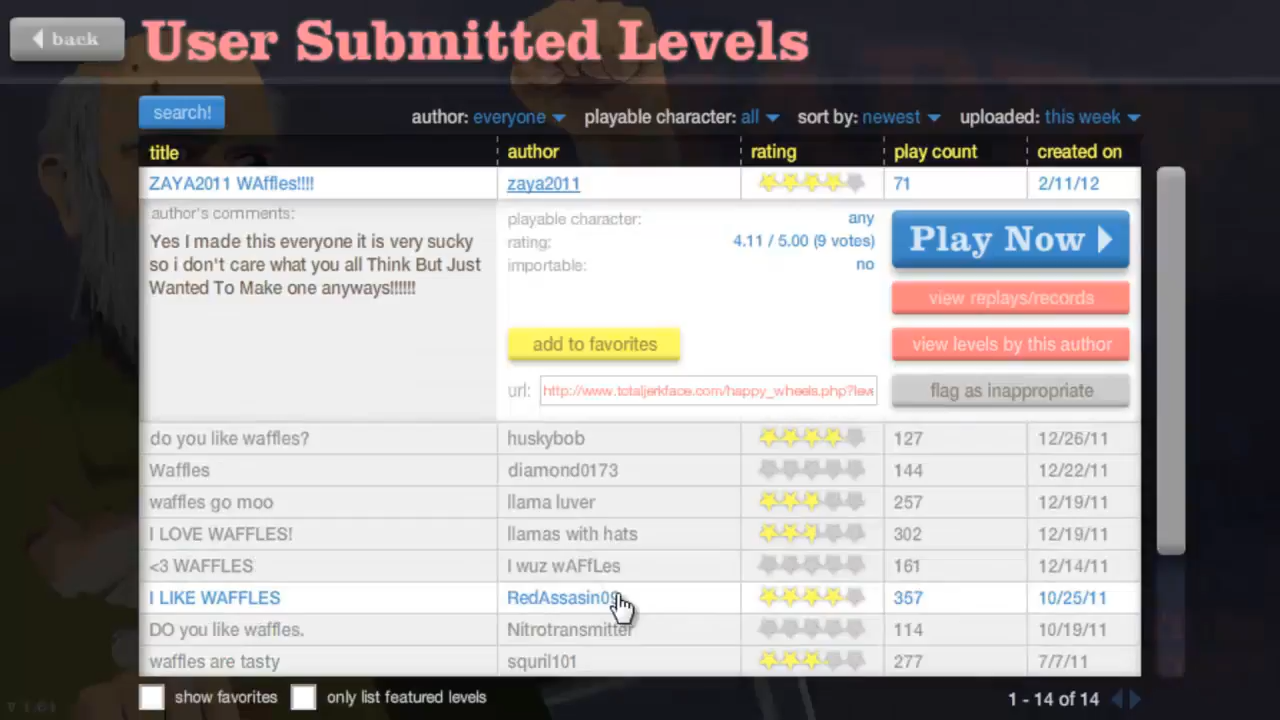 back
User Submitted Levels
search!
author: everyone playable character: all sort by: newest uploaded: this week
title author rating play count created on
ZAYA2011 WAffles!!!! zaya2011 71 2/11/12
author's comments:
Yes I made this everyone it is very sucky
so i don't care what you all Think But Just
Wanted To Make one anyways!!!!!!
playable character: any
rating: 4.11 / 5.00 (9 votes)
importable: no
add to favorites
url: http://www.totaljerkface.com/happy_wheels.php?lev
Play Now
view replays/records
view levels by this author
flag as inappropriate
do you like waffles? huskybob 127 12/26/11
Waffles diamond0173 144 12/22/11
waffles go moo llama luver 257 12/19/11
I LOVE WAFFLES! llamas with hats 302 12/19/11
<3 WAFFLES I wuz wAFfLes 161 12/14/11
I LIKE WAFFLES 357 10/25/11
DO you like waffles. Nitrotransmitter 114 10/19/11
waffles are tasty squril101 277 7/7/11
show favorites only list featured levels 1 - 14 of 14